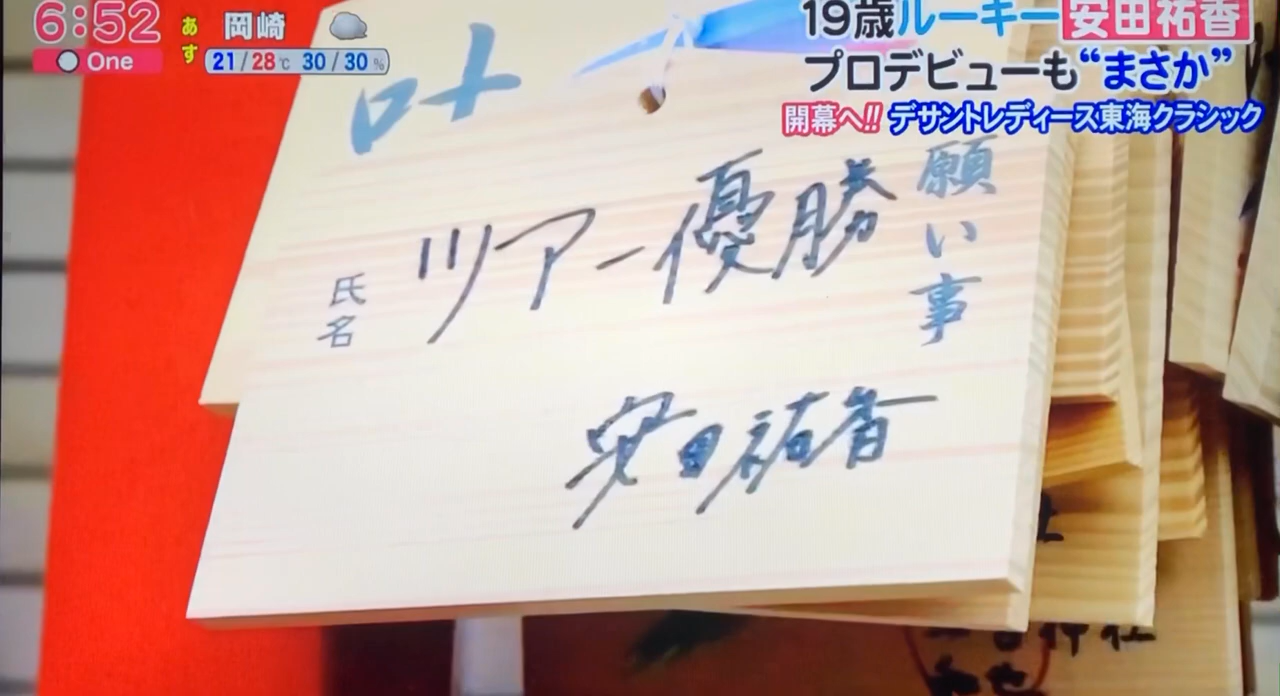 6:52
One
あす
岡崎
21/28℃ 30/30%
19歳ルーキー安田祐香
プロデビューも“まさか”
開幕へ!!デサントレディース東海クラシック
叶
願い事
ツアー優勝
氏名
安田祐香